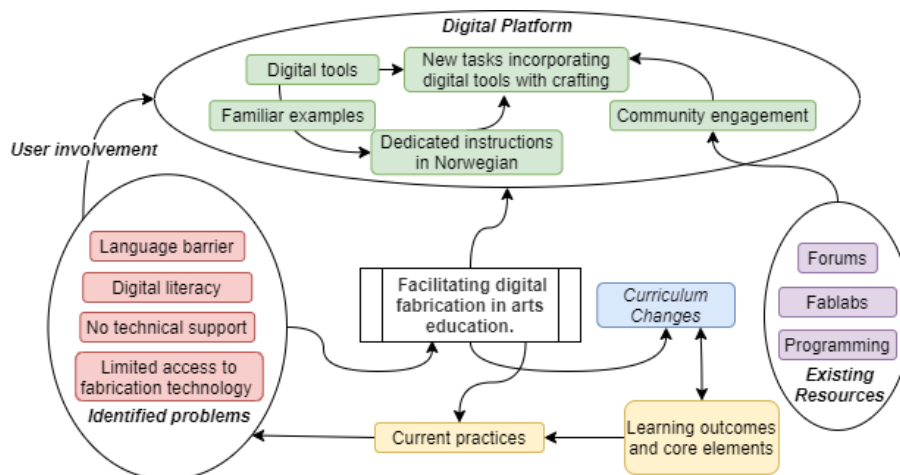 Digital Platform
Digital tools
New tasks incorporating
digital tools with crafting
Familiar examples
Community engagement
Dedicated instructions
in Norwegian
User involvement
Language barrier
Digital literacy
No technical support
Limited access to
fabrication technology
Identified problems
Facilitating digital
fabrication in arts
education.
Curriculum
Changes
Forums
Fablabs
Programming
Existing
Resources
Current practices
Learning outcomes
and core elements